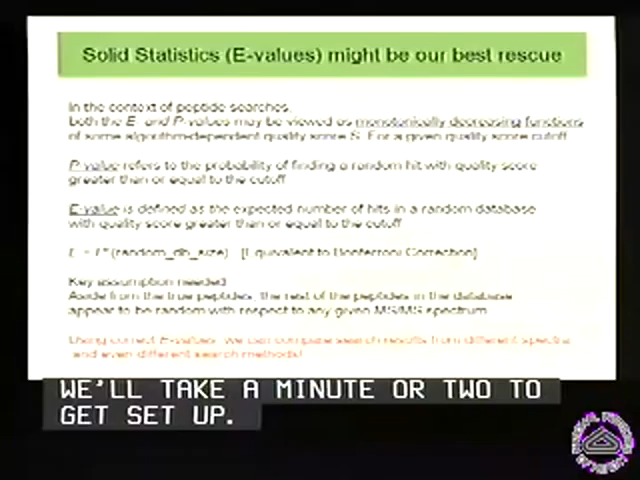 Solid Statistics (E-values) might be our best rescue
In the context of peptide searches,
both the E- and P-values may be viewed as monotonically decreasing functions
of some algorithm-dependent quality score S. For a given quality score cutoff
P-value refers to the probability of finding a random hit with quality score
greater than or equal to the cutoff
E-value is defined as the expected number of hits in a random database
with quality score greater than or equal to the cutoff
E = P*(random_db_size) [Equivalent to Bonferroni Correction]
Key assumption needed
Aside from the true peptides, the rest of the peptides in the database
appear to be random with respect to any given MS/MS spectrum
Using correct E-values, we can compare search results from different spectra
and even different search methods!
WE'LL TAKE A MINUTE OR TWO TO
GET SET UP.